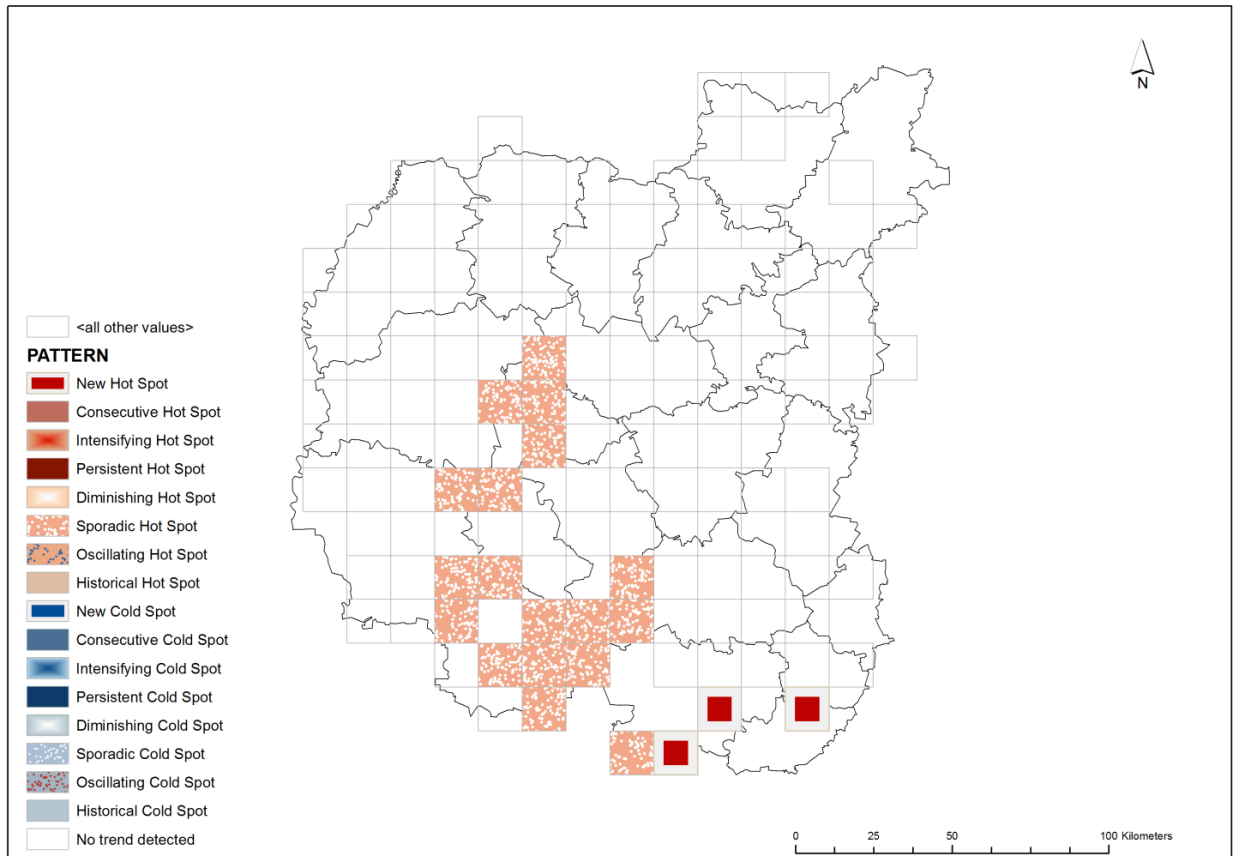 N
<all other values>
PATTERN
New Hot Spot
Consecutive Hot Spot
Intensifying Hot Spot
Persistent Hot Spot
Diminishing Hot Spot
Sporadic Hot Spot
Oscillating Hot Spot
Historical Hot Spot
New Cold Spot
Consecutive Cold Spot
Intensifying Cold Spot
Persistent Cold Spot
Diminishing Cold Spot
Sporadic Cold Spot
Oscillating Cold Spot
Historical Cold Spot
No trend detected
0 25 50 100 Kilometers